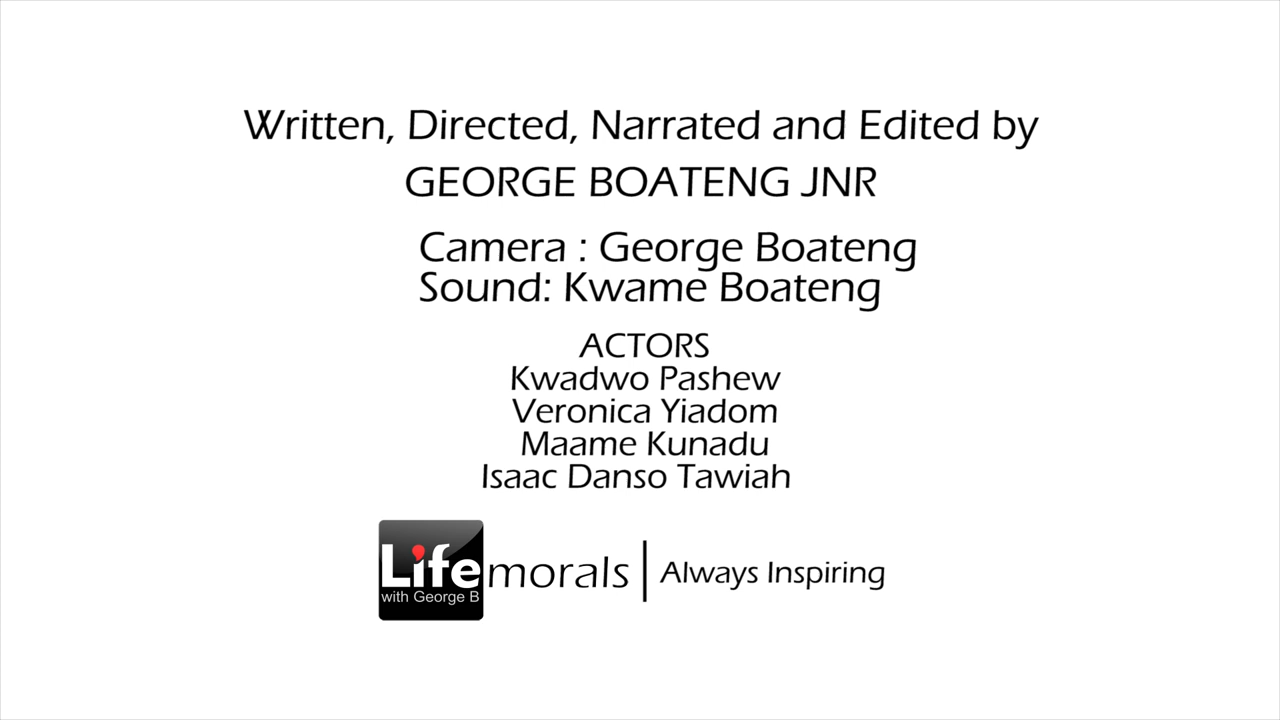 Written, Directed, Narrated and Edited by
GEORGE BOATENG JNR
Camera : George Boateng
Sound: Kwame Boateng
ACTORS
Kwadwo Pashew
Veronica Yiadom
Maame Kunadu
Isaac Danso Tawiah
Life morals | Always Inspiring
with George B